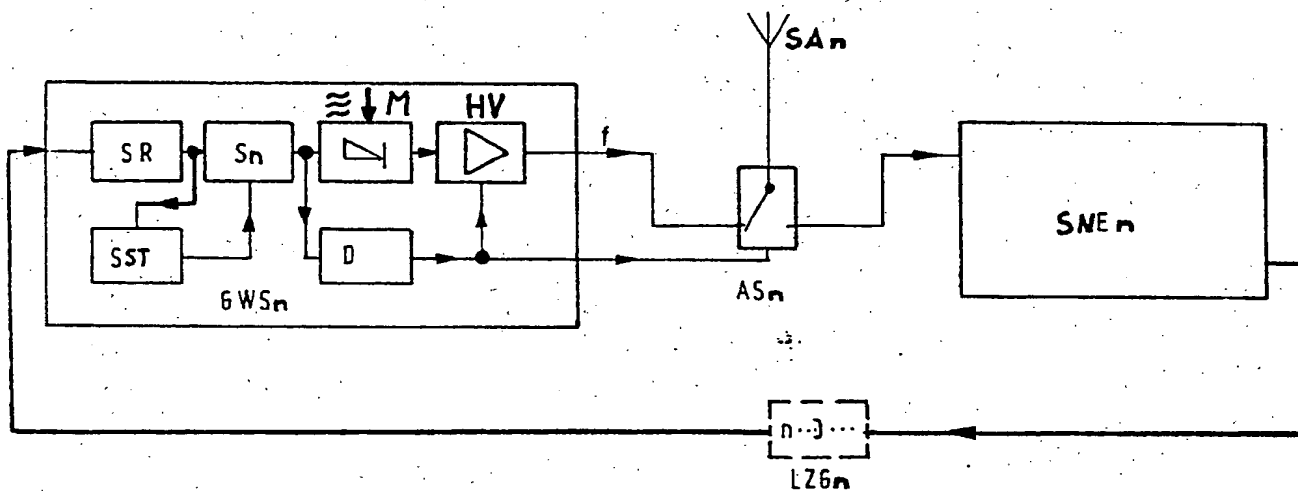 SAn
≋ M HV
SR Sn f
SST D
GWSn
ASn
SNEn
n··J···
LZGn